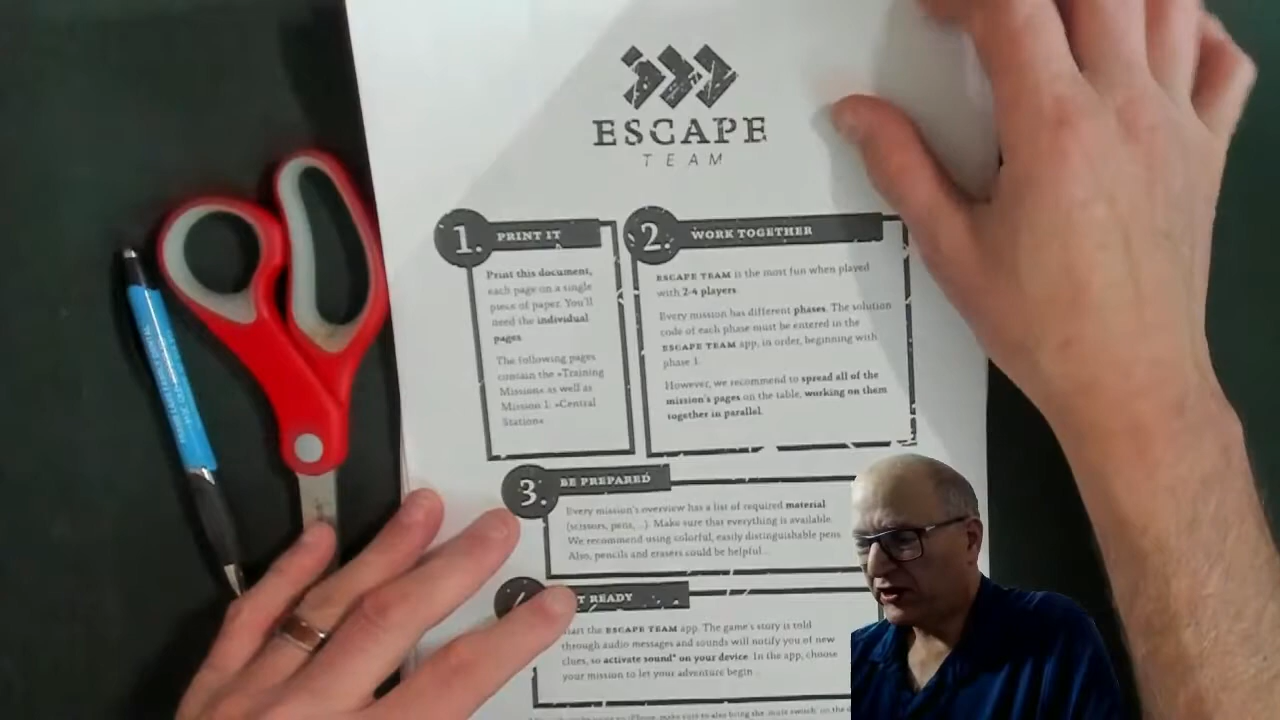 ESCAPE
TEAM
1. PRINT IT
Print this document,
each page on a single
piece of paper. You'll
need the individual
pages.
The following pages
contain the »Training
Mission« as well as
Mission 1: »Central
Station«
2. WORK TOGETHER
ESCAPE TEAM is the most fun when played
with 2-4 players.
Every mission has different phases. The solution
code of each phase must be entered in the
ESCAPE TEAM app, in order, beginning with
phase 1.
However, we recommend to spread all of the
mission's pages on the table, working on them
together in parallel.
3. BE PREPARED
Every mission's overview has a list of required material
(scissors, pens, ...). Make sure that everything is available.
We recommend using colorful, easily distinguishable pens.
Also, pencils and erasers could be helpful...
T READY
Start the ESCAPE TEAM app. The game's story is told
through audio messages and sounds will notify you of new
clues, so activate sound* on your device. In the app, choose
your mission to let your adventure begin...